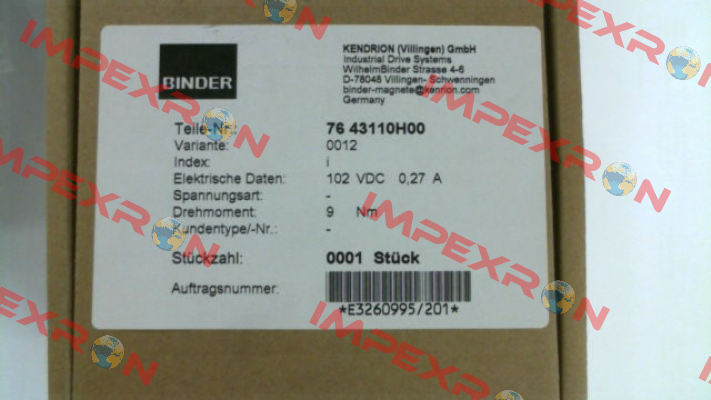 BINDER
KENDRION (Villingen) GmbH
Industrial Drive Systems
WilhelmBinder Strasse 4-6
D-78048 Villingen- Schwenningen
binder-magnete@kendrion.com
Germany
Teile-Nr.: 76 43110H00
Variante: 0012
Index: i
Elektrische Daten: 102 VDC 0,27 A
Spannungsart: -
Drehmoment: 9 Nm
Kundentype/-Nr.: -
Stückzahl: 0001 Stück
Auftragsnummer:
*E3260995/201*
IMPEXRON
IMPEXRON
IMPEXRON
IMPEXRON
IMPEXRON